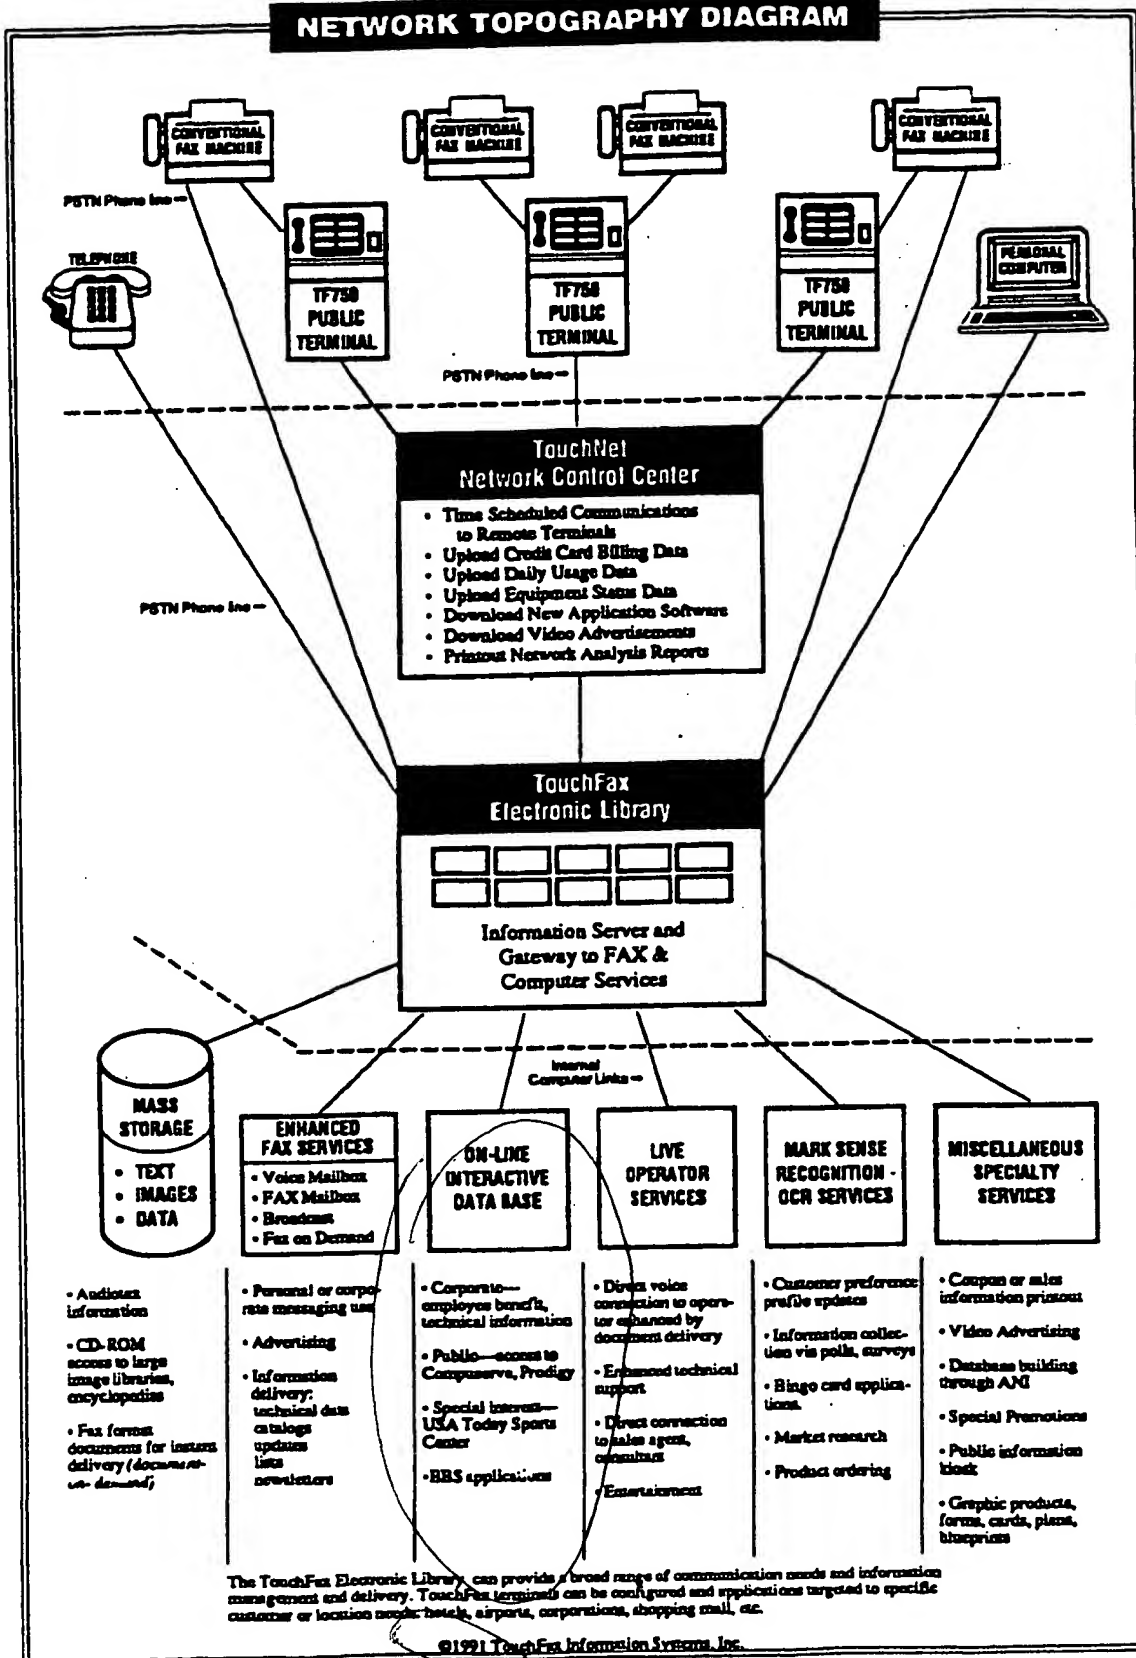 NETWORK TOPOGRAPHY DIAGRAM
CONVENTIONAL
FAX MACHINE
CONVENTIONAL
FAX MACHINE
CONVENTIONAL
FAX MACHINE
CONVENTIONAL
FAX MACHINE
PSTN Phone line
TELEPHONE
TF750
PUBLIC
TERMINAL
TF750
PUBLIC
TERMINAL
TF750
PUBLIC
TERMINAL
PERSONAL
COMPUTER
PSTN Phone line
TouchNet
Network Control Center
• Time Scheduled Communications
to Remote Terminals
• Upload Credit Card Billing Data
• Upload Daily Usage Data
• Upload Equipment Status Data
• Download New Application Software
• Download Video Advertisements
• Printout Network Analysis Reports
PSTN Phone line
TouchFax
Electronic Library
Information Server and
Gateway to FAX &
Computer Services
Internal
Computer Links
MASS
STORAGE
• TEXT
• IMAGES
• DATA
ENHANCED
FAX SERVICES
• Voice Mailbox
• FAX Mailbox
• Broadcast
• Fax on Demand
ON-LINE
INTERACTIVE
DATA BASE
LIVE
OPERATOR
SERVICES
MARK SENSE
RECOGNITION -
OCR SERVICES
MISCELLANEOUS
SPECIALTY
SERVICES
• Audiotex
information
• CD-ROM
access to large
image libraries,
encyclopedias
• Fax format
documents for instant
delivery (document-
on- demand)
• Personal or corpo-
rate messaging use
• Advertising
• Information
delivery:
technical data
catalogs
updates
lists
newsletters
• Corporate—
employee benefit,
technical information
• Public—access to
Compuserve, Prodigy
• Special Interest—
USA Today Sports
Center
• BBS applications
• Direct voice
connection to opera-
tor enhanced by
document delivery
• Enhanced technical
support
• Direct connection
to sales agent,
consultant
• Entertainment
• Customer preference
profile updates
• Information collec-
tion via polls, surveys
• Bingo card applica-
tions.
• Market research
• Product ordering
• Coupon or sales
information printout
• Video Advertising
• Database building
through ANI
• Special Promotions
• Public information
kiosk
• Graphic products,
forms, cards, plans,
blueprints
The TouchFax Electronic Library can provide a broad range of communication needs and information
management and delivery. TouchFax terminals can be configured and applications targeted to specific
customer or location needs: hotels, airports, corporations, shopping mall, etc.
©1991 TouchFax Information Systems, Inc.